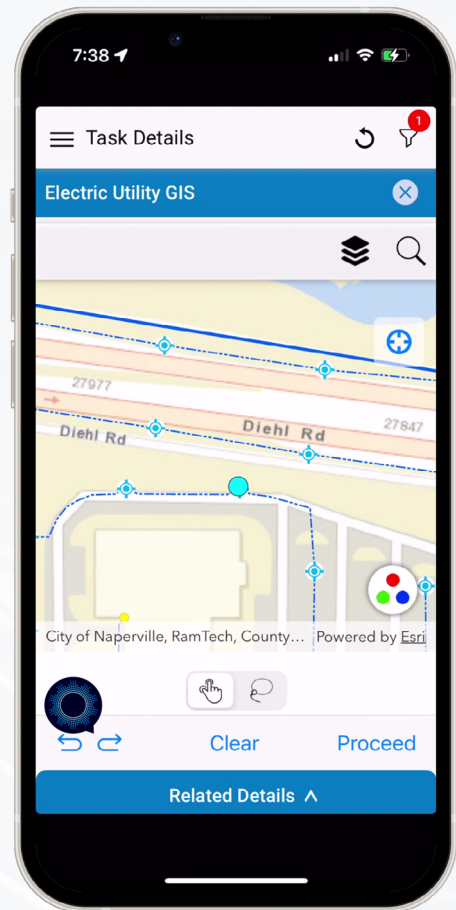 7:38
Task Details
1
Electric Utility GIS
27977
Diehl Rd
Diehl Rd
27847
City of Naperville, RamTech, County... Powered by Esri
Clear
Proceed
Related Details